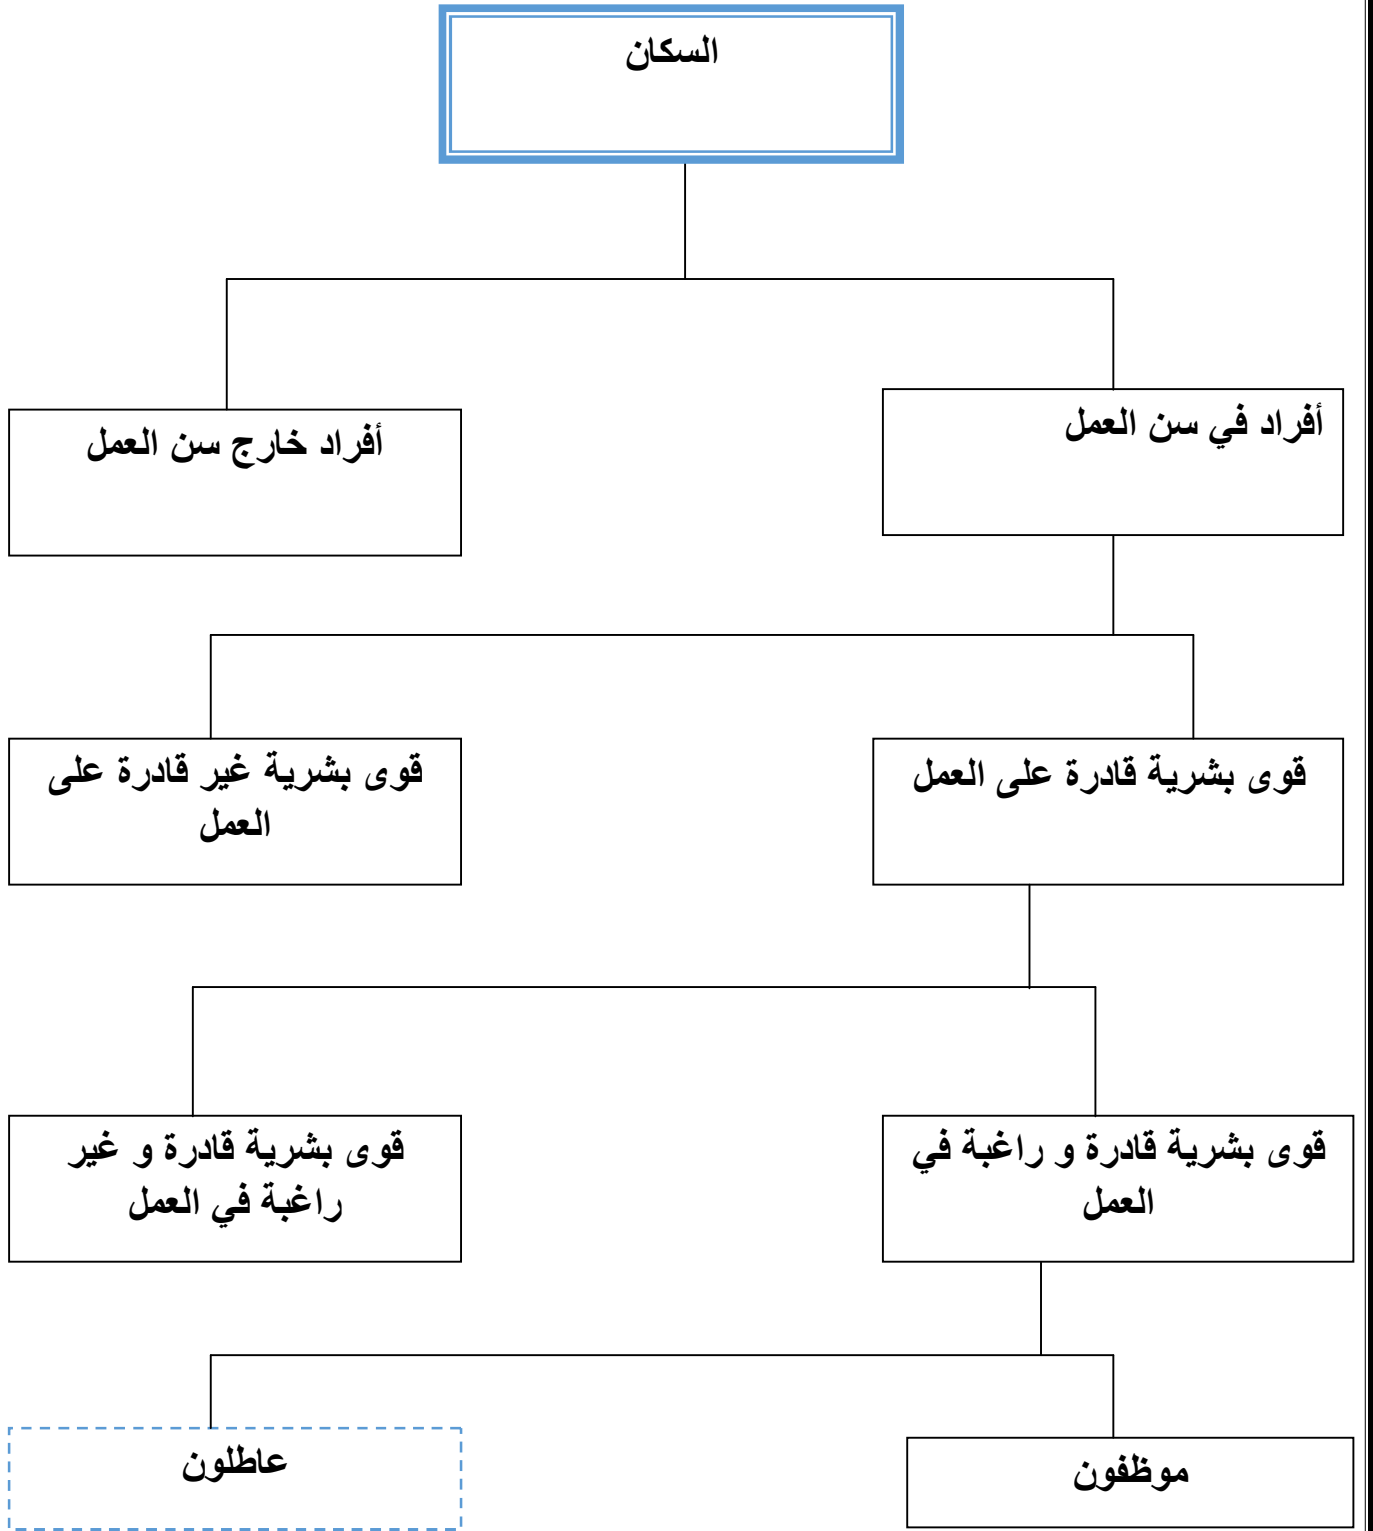 السكان
أفراد في سن العمل
أفراد خارج سن العمل
قوى بشرية قادرة على العمل
قوى بشرية غير قادرة على
العمل
قوى بشرية قادرة و راغبة في
العمل
قوى بشرية قادرة و غير
راغبة في العمل
موظفون
عاطلون